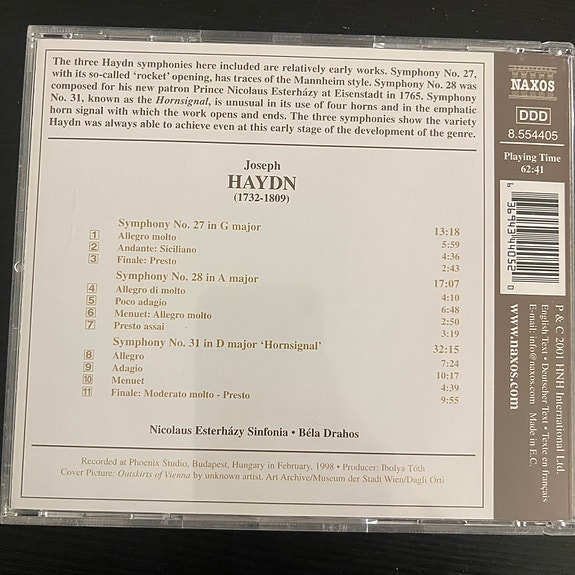 The three Haydn symphonies here included are relatively early works. Symphony No. 27,
with its so-called 'rocket' opening, has traces of the Mannheim style. Symphony No. 28 was
composed for his new patron Prince Nicolaus Esterházy at Eisenstadt in 1765. Symphony
No. 31, known as the Hornsignal, is unusual in its use of four horns and in the emphatic
horn signal with which the work opens and ends. The three symphonies show the variety
Haydn was always able to achieve even at this early stage of the development of the genre.
Joseph
HAYDN
(1732-1809)
Symphony No. 27 in G major 13:18
1 Allegro molto 5:59
2 Andante: Siciliano 4:36
3 Finale: Presto 2:43
Symphony No. 28 in A major 17:07
4 Allegro di molto 4:10
5 Poco adagio 6:48
6 Menuet: Allegro molto 2:50
7 Presto assai 3:19
Symphony No. 31 in D major 'Hornsignal' 32:15
8 Allegro 7:24
9 Adagio 10:17
10 Menuet 4:39
11 Finale: Moderato molto - Presto 9:55
Nicolaus Esterházy Sinfonia • Béla Drahos
Recorded at Phoenix Studio, Budapest, Hungary in February, 1998 • Producer: Ibolya Tóth
Cover Picture: Outskirts of Vienna by unknown artist. Art Archive/Museum der Stadt Wien/Dagli Orti
NAXOS
DDD
8.554405
Playing Time
62:41
6 36943 44052 0
P & C 2001 HNH International Ltd.
English Text • Deutscher Text • Texte en français
E-mail: info@naxos.com Made in E.C.
www.naxos.com